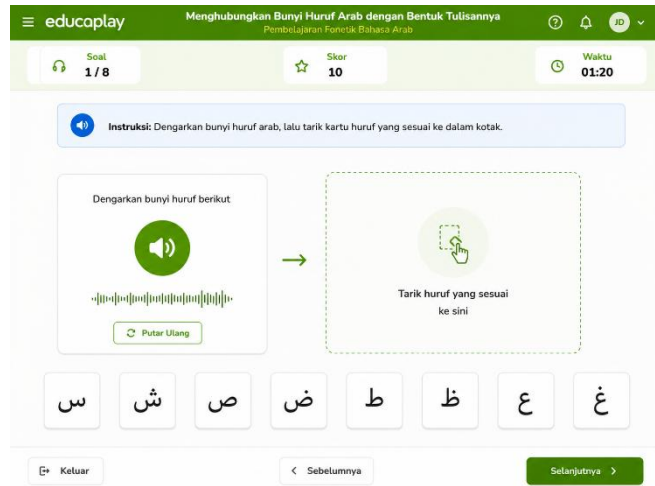 educaplay
Menghubungkan Bunyi Huruf Arab dengan Bentuk Tulisannya
Pembelajaran Fonetik Bahasa Arab
JD
Soal
1 / 8
Skor
10
Waktu
01:20
Instruksi: Dengarkan bunyi huruf arab, lalu tarik kartu huruf yang sesuai ke dalam kotak.
Dengarkan bunyi huruf berikut
Putar Ulang
Tarik huruf yang sesuai
ke sini
س ش ص ض ط ظ ع غ
Keluar
Sebelumnya
Selanjutnya